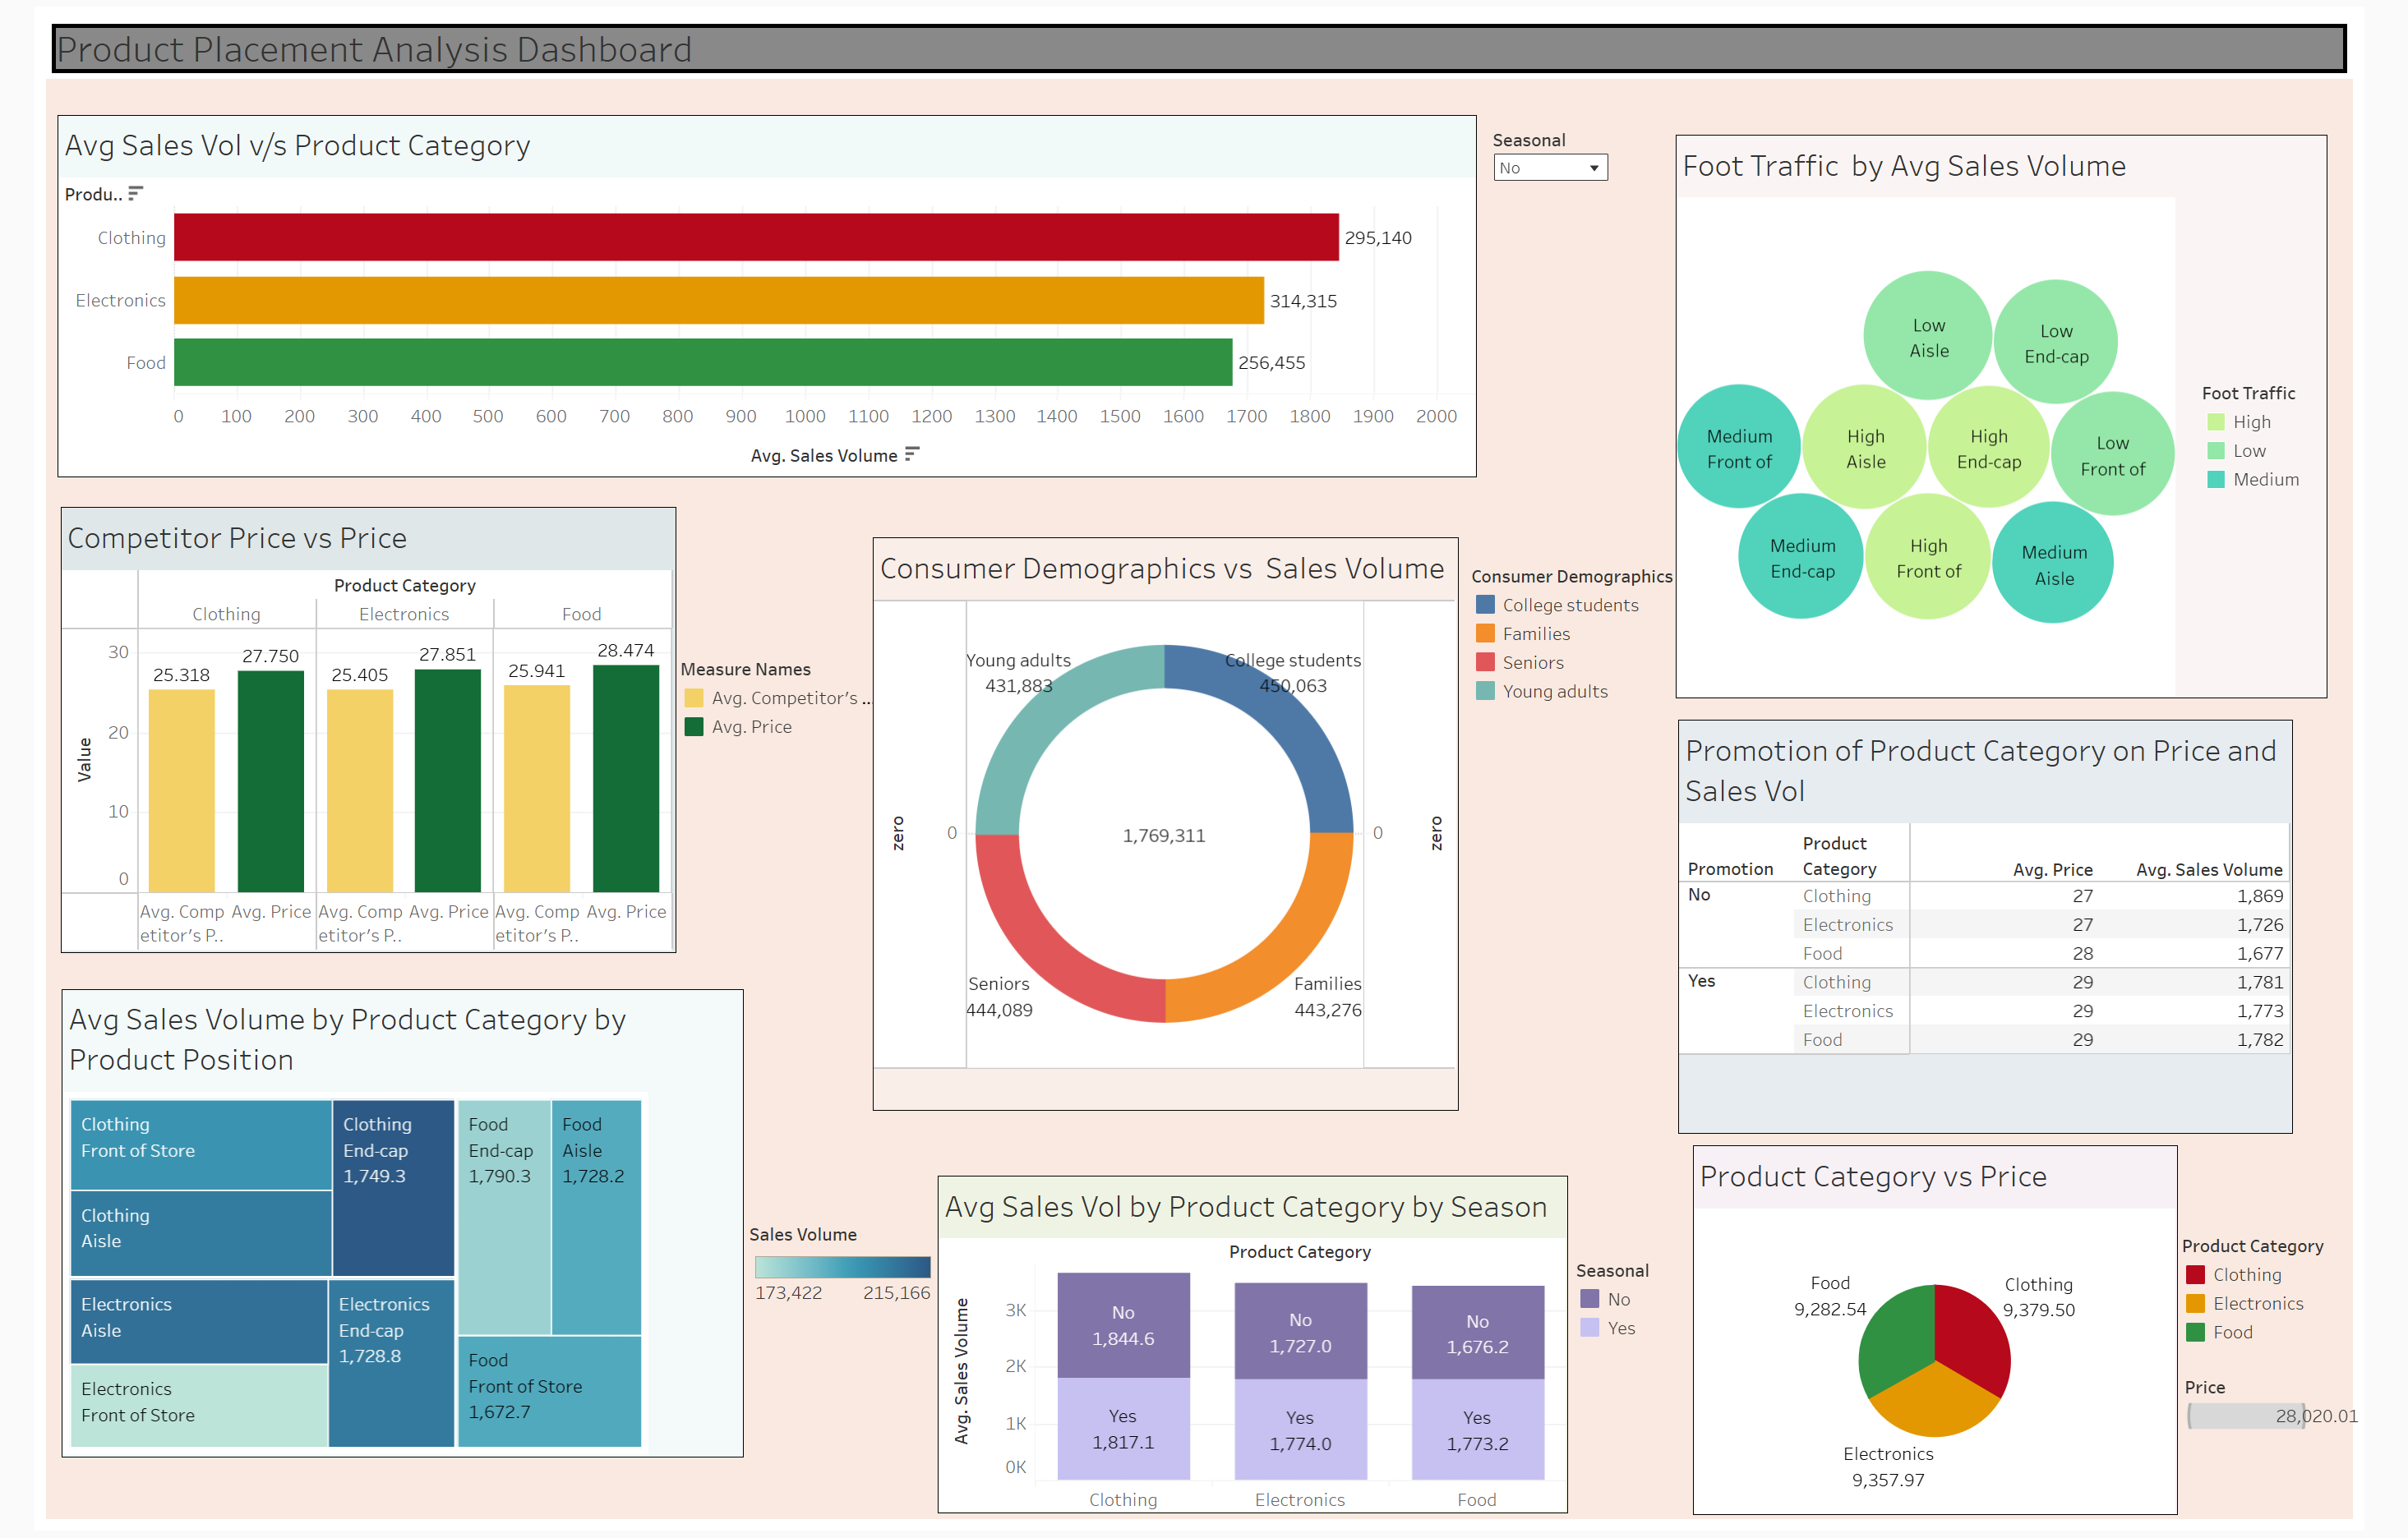 Product Placement Analysis Dashboard
Avg Sales Vol v/s Product Category
Produ..
Clothing
295,140
Electronics
314,315
Food
256,455
0 100 200 300 400 500 600 700 800 900 1000 1100 1200 1300 1400 1500 1600 1700 1800 1900 2000
Avg. Sales Volume
Seasonal
No
Foot Traffic by Avg Sales Volume
Low
Aisle
Low
End-cap
Medium
Front of
High
Aisle
High
End-cap
Low
Front of
Medium
End-cap
High
Front of
Medium
Aisle
Foot Traffic
High
Low
Medium
Competitor Price vs Price
Product Category
Clothing Electronics Food
Value
30
20
10
0
25.318 27.750 25.405 27.851 25.941 28.474
Avg. Comp Avg. Price Avg. Comp Avg. Price Avg. Comp Avg. Price
etitor's P.. etitor's P.. etitor's P..
Measure Names
Avg. Competitor's ...
Avg. Price
Consumer Demographics vs Sales Volume
Young adults
431,883
College students
450,063
zero
0
1,769,311
0
zero
Seniors
444,089
Families
443,276
Consumer Demographics
College students
Families
Seniors
Young adults
Promotion of Product Category on Price and
Sales Vol
Product
Promotion Category Avg. Price Avg. Sales Volume
No Clothing 27 1,869
Electronics 27 1,726
Food 28 1,677
Yes Clothing 29 1,781
Electronics 29 1,773
Food 29 1,782
Avg Sales Volume by Product Category by
Product Position
Clothing
Front of Store
Clothing
Aisle
Clothing
End-cap
1,749.3
Food
End-cap
1,790.3
Food
Aisle
1,728.2
Electronics
Aisle
Electronics
Front of Store
Electronics
End-cap
1,728.8
Food
Front of Store
1,672.7
Sales Volume
173,422 215,166
Avg Sales Vol by Product Category by Season
Product Category
Avg. Sales Volume
3K
2K
1K
0K
No
1,844.6
No
1,727.0
No
1,676.2
Yes
1,817.1
Yes
1,774.0
Yes
1,773.2
Clothing Electronics Food
Seasonal
No
Yes
Product Category vs Price
Food
9,282.54
Clothing
9,379.50
Electronics
9,357.97
Product Category
Clothing
Electronics
Food
Price
28,020.01